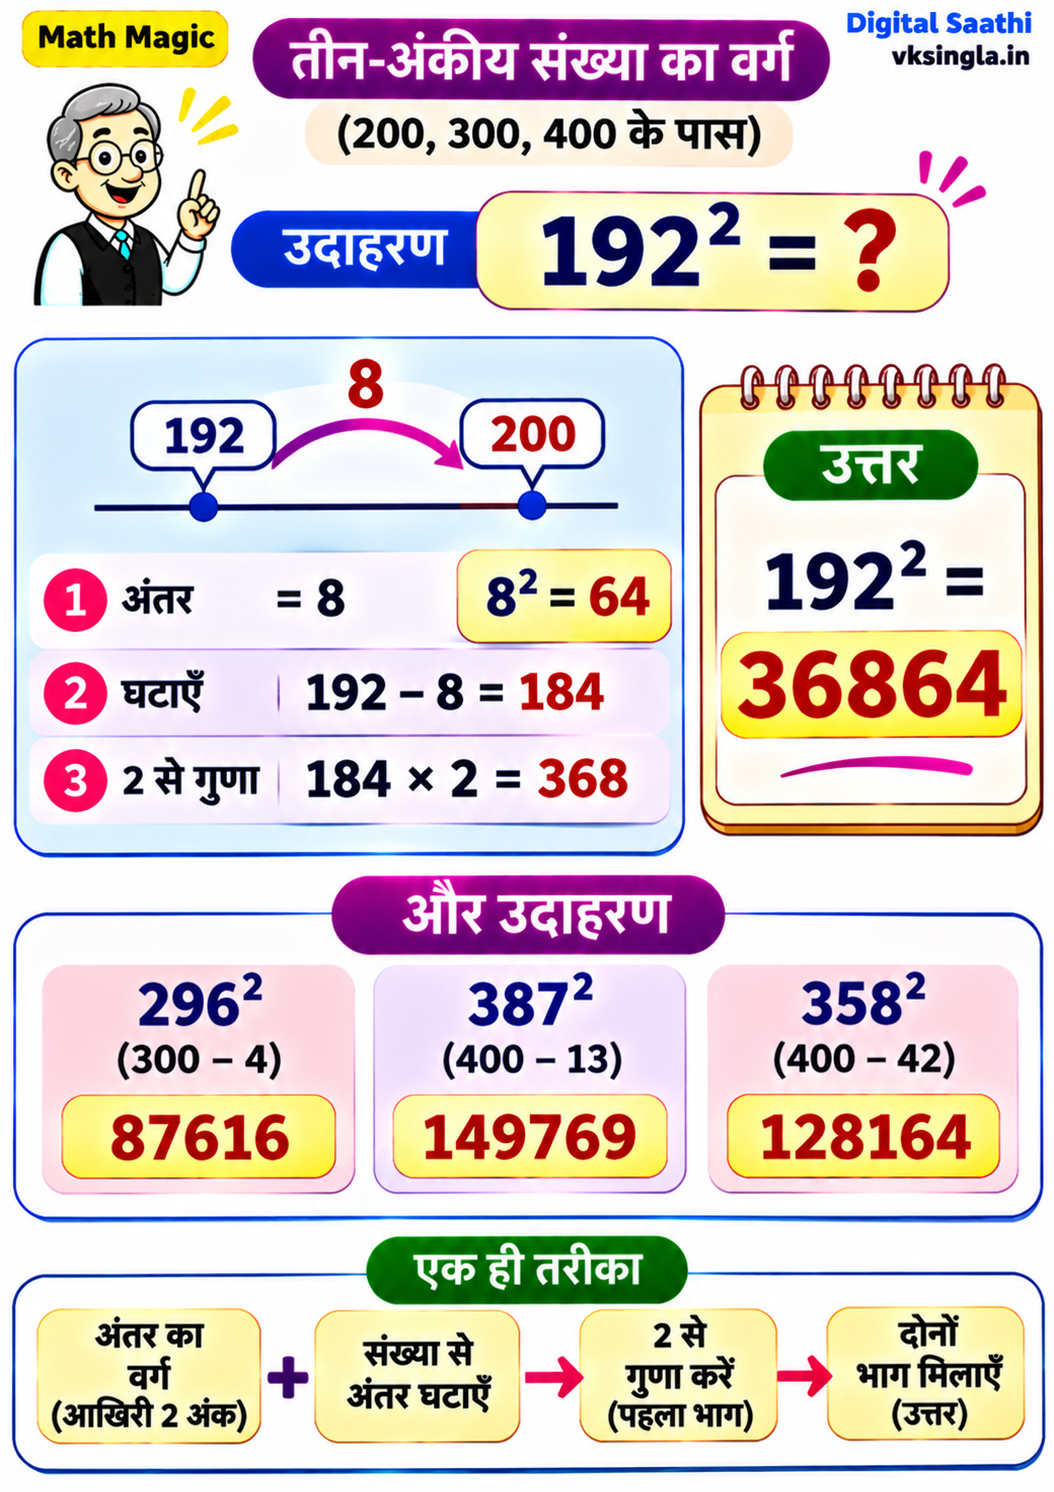 Math Magic
Digital Saathi
vksingla.in
तीन-अंकीय संख्या का वर्ग
(200, 300, 400 के पास)
उदाहरण
192² = ?
8
192
200
1 अंतर = 8 8² = 64
2 घटाएँ 192 – 8 = 184
3 2 से गुणा 184 × 2 = 368
उत्तर
192² =
36864
और उदाहरण
296²
(300 – 4)
87616
387²
(400 – 13)
149769
358²
(400 – 42)
128164
एक ही तरीका
अंतर का
वर्ग
(आखिरी 2 अंक)
+
संख्या से
अंतर घटाएँ
→
2 से
गुणा करें
(पहला भाग)
→
दोनों
भाग मिलाएँ
(उत्तर)